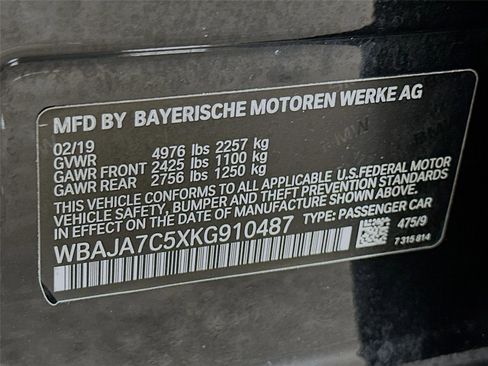 MFD BY BAYERISCHE MOTOREN WERKE AG
02/19
GVWR 4976 lbs 2257 kg
GAWR FRONT 2425 lbs 1100 kg
GAWR REAR 2756 lbs 1250 kg
THIS VEHICLE CONFORMS TO ALL APPLICABLE U.S.FEDERAL MOTOR
VEHICLE SAFETY, BUMPER AND THEFT PREVENTION STANDARDS
IN EFFECT ON THE DATE OF MANUFACTURE SHOWN ABOVE.
WBAJA7C5XKG910487 TYPE: PASSENGER CAR
475/9
7 315 814